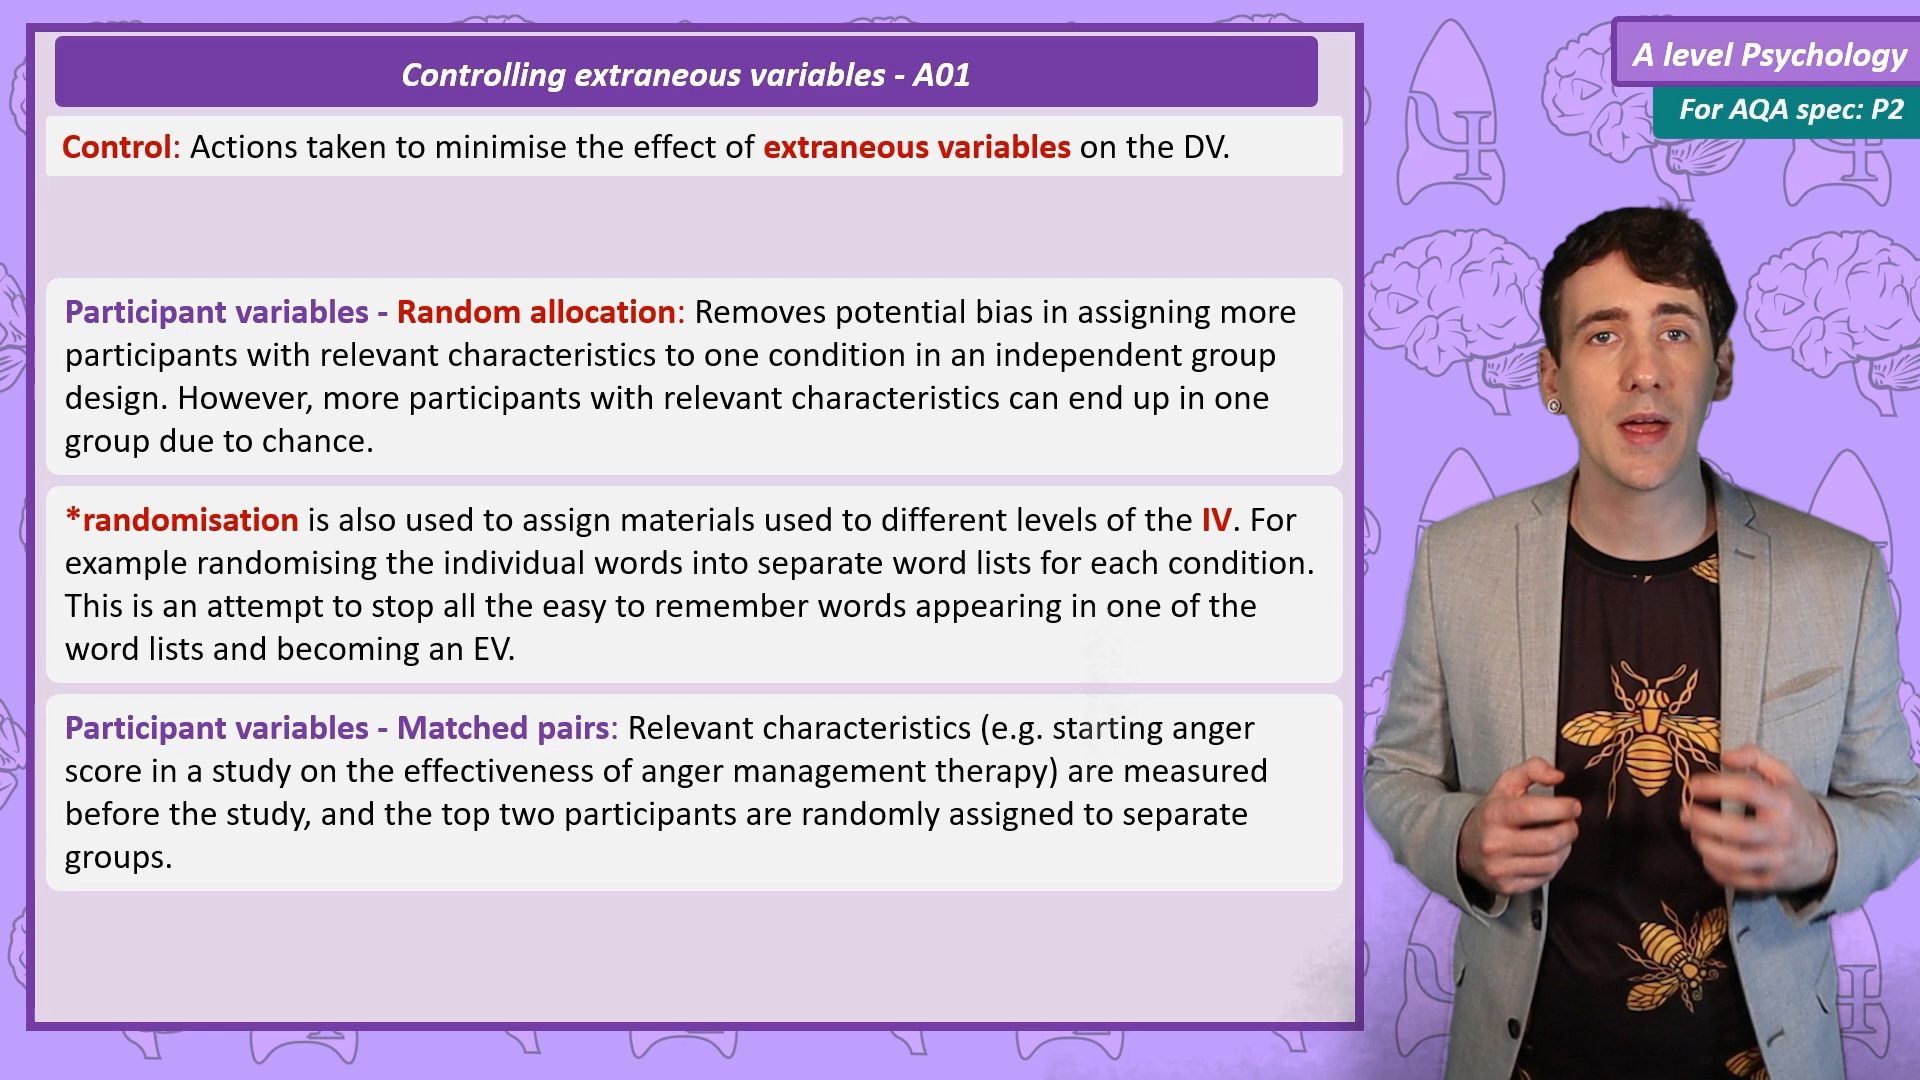 Controlling extraneous variables - A01
A level Psychology
For AQA spec: P2
Control: Actions taken to minimise the effect of extraneous variables on the DV.
Participant variables - Random allocation: Removes potential bias in assigning more
participants with relevant characteristics to one condition in an independent group
design. However, more participants with relevant characteristics can end up in one
group due to chance.
*randomisation is also used to assign materials used to different levels of the IV. For
example randomising the individual words into separate word lists for each condition.
This is an attempt to stop all the easy to remember words appearing in one of the
word lists and becoming an EV.
Participant variables - Matched pairs: Relevant characteristics (e.g. starting anger
score in a study on the effectiveness of anger management therapy) are measured
before the study, and the top two participants are randomly assigned to separate
groups.